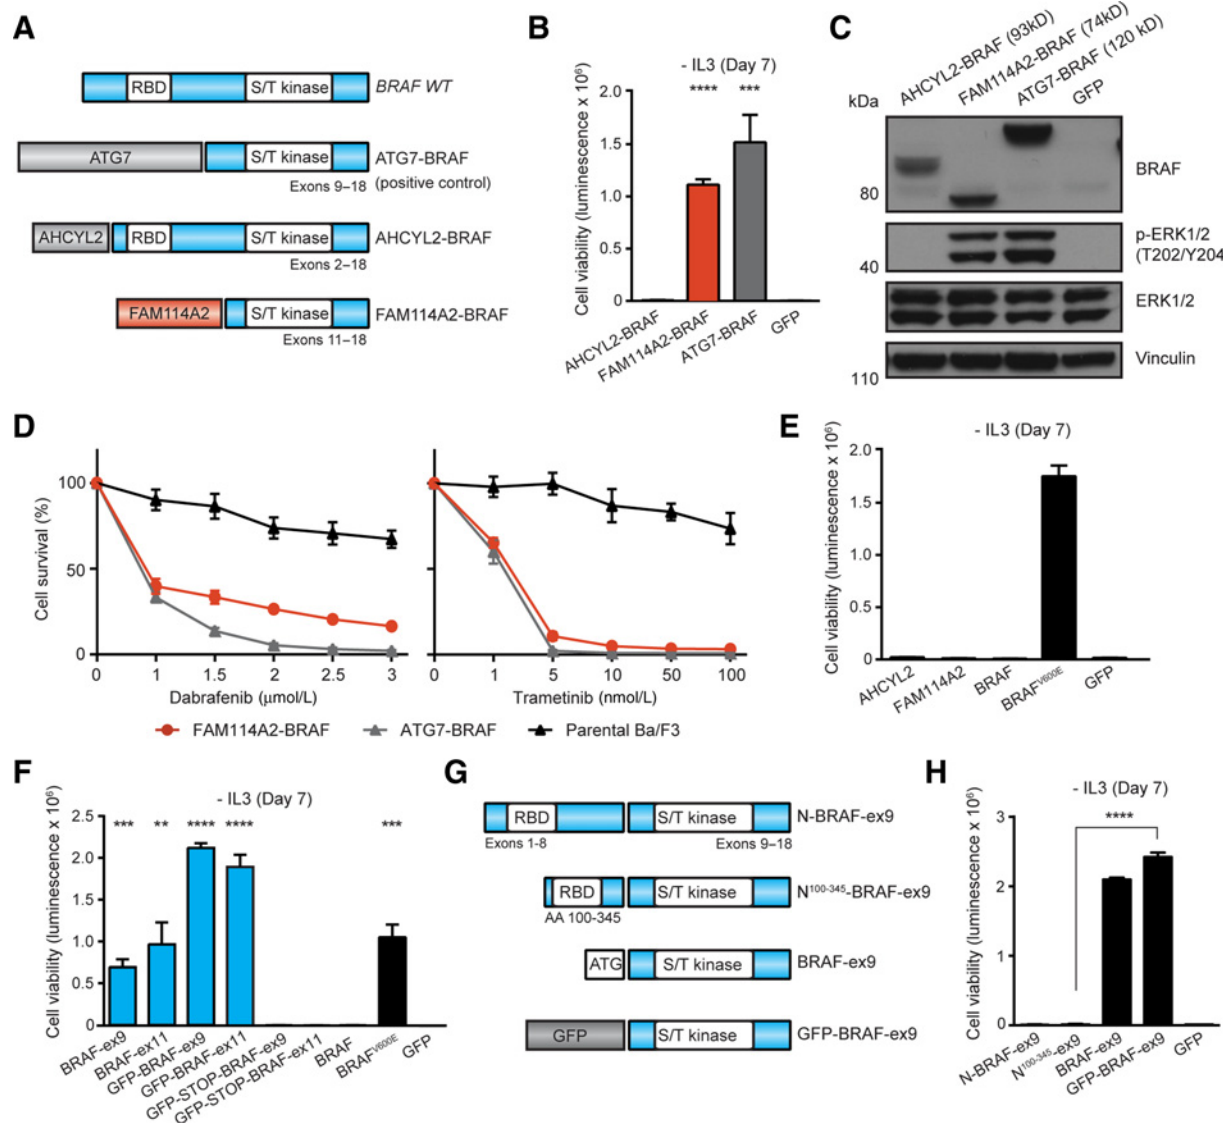 A
RBD
S/T kinase
BRAF WT
ATG7
S/T kinase
ATG7-BRAF
(positive control)
Exons 9–18
AHCYL2
RBD
S/T kinase
AHCYL2-BRAF
Exons 2–18
FAM114A2
S/T kinase
FAM114A2-BRAF
Exons 11–18
B
- IL3 (Day 7)
**** ***
Cell viability (luminescence x 10⁶)
2.0
1.5
1.0
0.5
0
AHCYL2-BRAF
FAM114A2-BRAF
ATG7-BRAF
GFP
C
AHCYL2-BRAF (93kD)
FAM114A2-BRAF (74kD)
ATG7-BRAF (120 kD)
GFP
kDa
80
40
110
BRAF
p-ERK1/2
(T202/Y204
ERK1/2
Vinculin
D
Cell survival (%)
100
50
0
0 1 1.5 2 2.5 3
Dabrafenib (μmol/L)
0 1 5 10 50 100
Trametinib (nmol/L)
FAM114A2-BRAF
ATG7-BRAF
Parental Ba/F3
E
- IL3 (Day 7)
Cell viability (luminescence x 10⁶)
2.0
1.5
1.0
0.5
0
AHCYL2
FAM114A2
BRAF
BRAFⱽ⁶⁰⁰ᴱ
GFP
F
- IL3 (Day 7)
*** ** **** **** ***
Cell viability (luminescence x 10⁶)
2.5
2.0
1.5
1.0
0.5
0
BRAF-ex9
BRAF-ex11
GFP-BRAF-ex9
GFP-BRAF-ex11
GFP-STOP-BRAF-ex9
GFP-STOP-BRAF-ex11
BRAF
BRAFⱽ⁶⁰⁰ᴱ
GFP
G
RBD
S/T kinase
N-BRAF-ex9
Exons 1-8
Exons 9–18
RBD
S/T kinase
N¹⁰⁰⁻³⁴⁵-BRAF-ex9
AA 100-345
ATG
S/T kinase
BRAF-ex9
GFP
S/T kinase
GFP-BRAF-ex9
H
- IL3 (Day 7)
****
Cell viability (luminescence x 10⁶)
3
2
1
0
N-BRAF-ex9
N¹⁰⁰⁻³⁴⁵-ex9
BRAF-ex9
GFP-BRAF-ex9
GFP